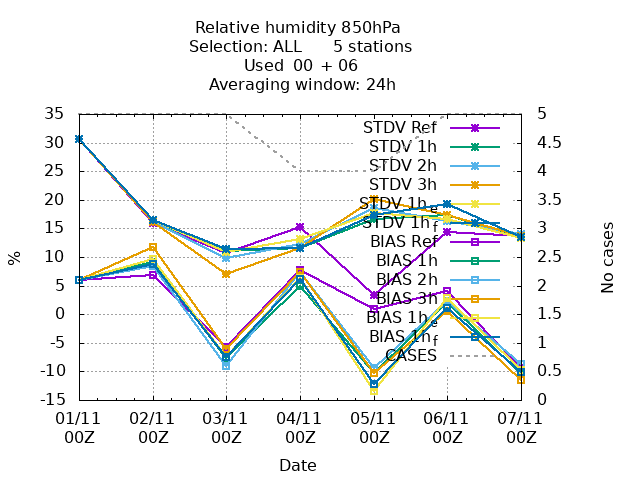 Relative humidity 850hPa
Selection: ALL 5 stations
Used 00 + 06
Averaging window: 24h
35
30
25
20
15
10
5
0
-5
-10
-15
%
5
4.5
4
3.5
3
2.5
2
1.5
1
0.5
0
No cases
STDV Ref
STDV 1h
STDV 2h
STDV 3h
STDV 1h_e
STDV 1h_f
BIAS Ref
BIAS 1h
BIAS 2h
BIAS 3h
BIAS 1h_e
BIAS 1h_f
CASES
01/11 02/11 03/11 04/11 05/11 06/11 07/11
00Z 00Z 00Z 00Z 00Z 00Z 00Z
Date